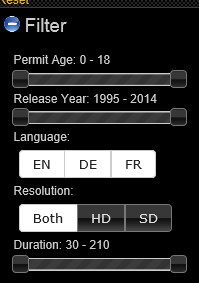 Reset
Filter
Permit Age: 0 - 18
Release Year: 1995 - 2014
Language:
EN DE FR
Resolution:
Both HD SD
Duration: 30 - 210